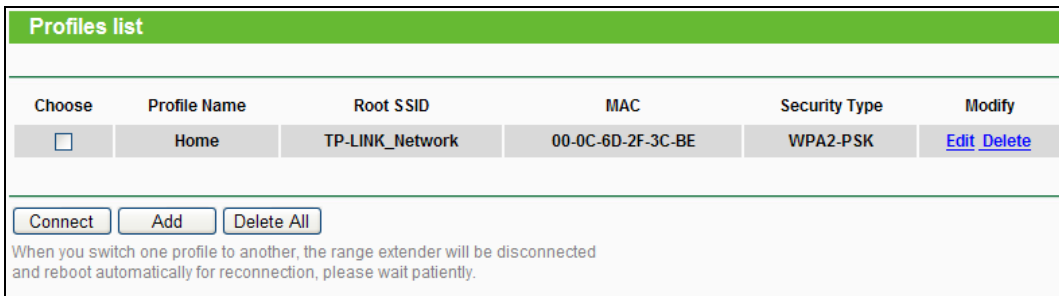 Profiles list
Choose Profile Name Root SSID MAC Security Type Modify
Home TP-LINK_Network 00-0C-6D-2F-3C-BE WPA2-PSK Edit Delete
Connect Add Delete All
When you switch one profile to another, the range extender will be disconnected
and reboot automatically for reconnection, please wait patiently.